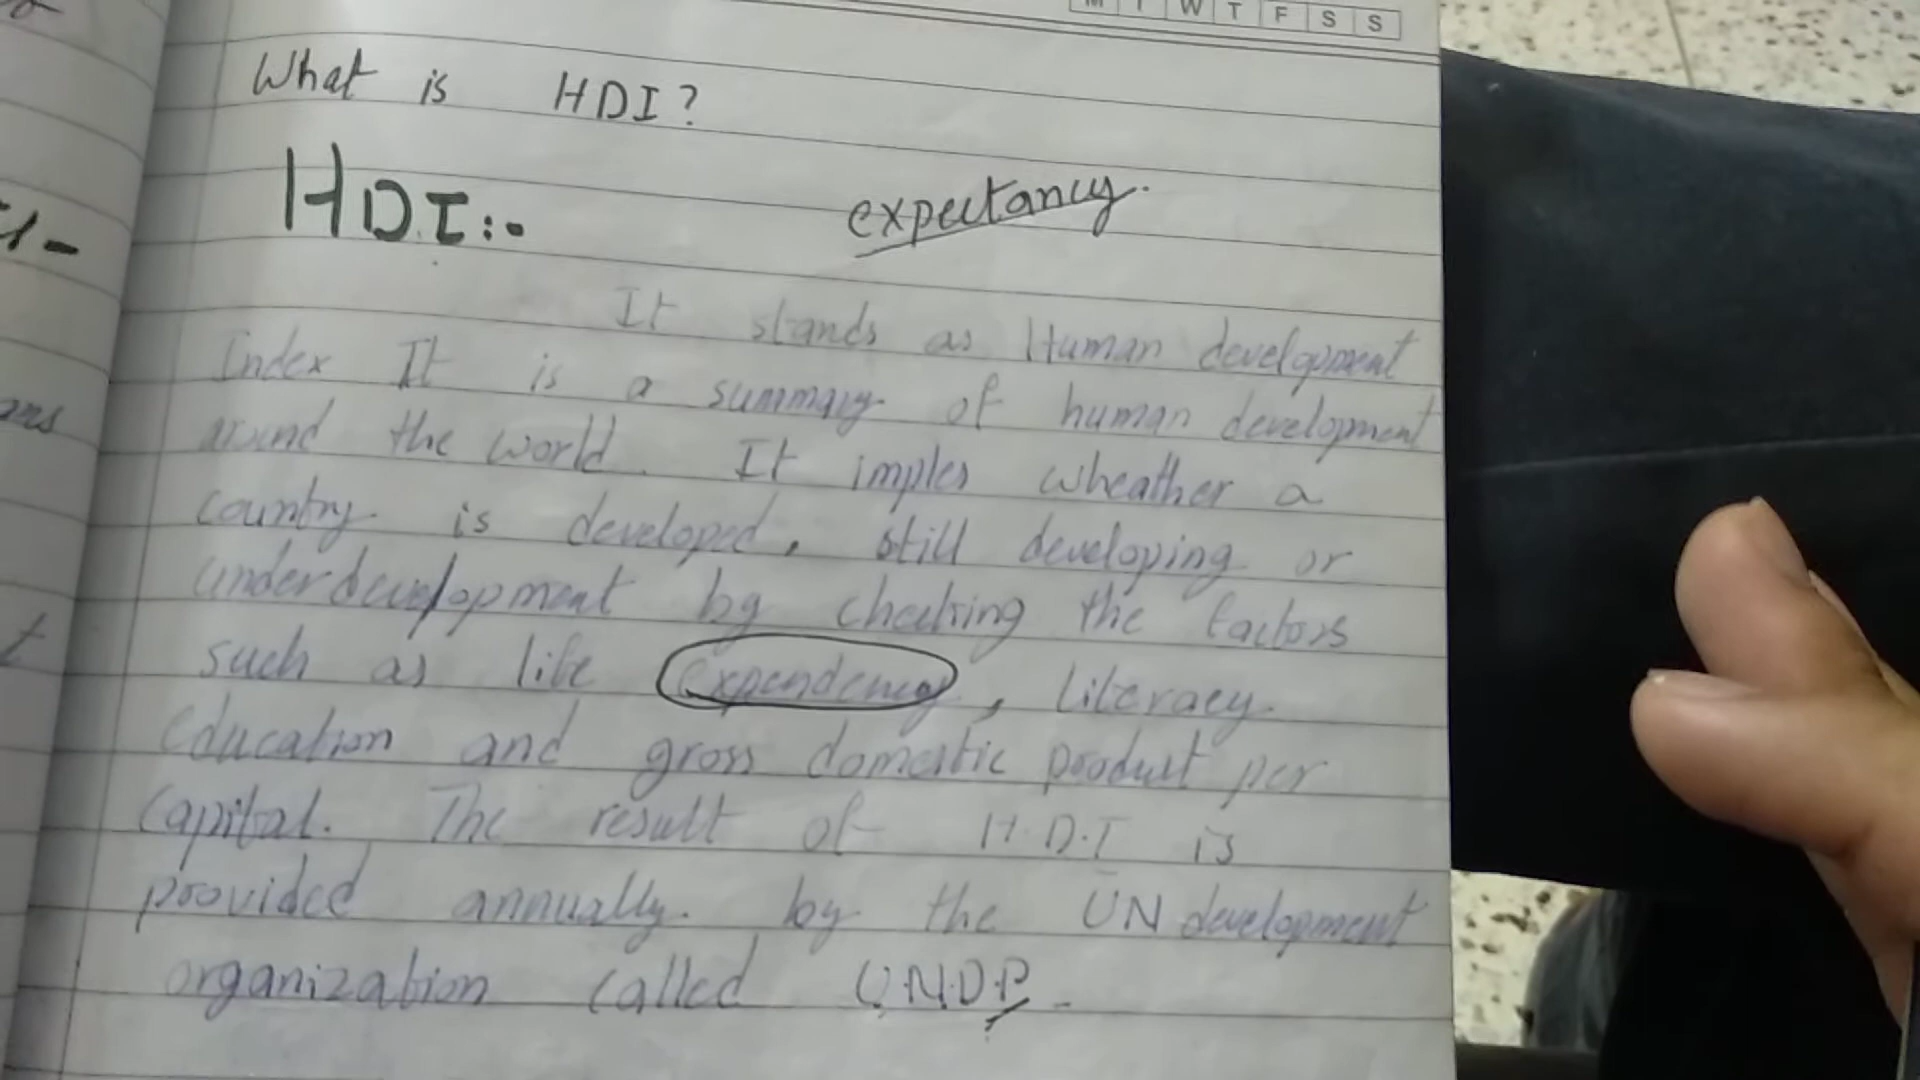 M T W T F S S
What is HDI?
HDI:-
expectancy.
It stands as Human development
index It is a summary of human development
around the world. It imples wheather a
country is developed, still developing or
underdevelopment by checking the factors
such as life expendency, literacy.
education and gross domestic product per
capital. The result of H.D.I is
provided annually. by the UN development
organization called U.N.D.P.